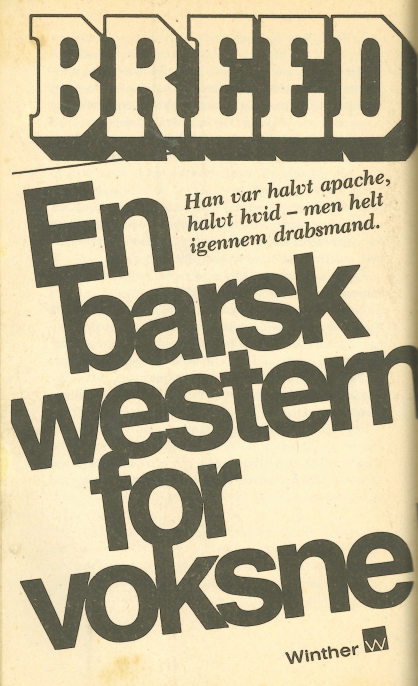 BREED
Han var halvt apache,
halvt hvid – men helt
igennem drabsmand.
En
barsk
western
for
voksne
Winther W